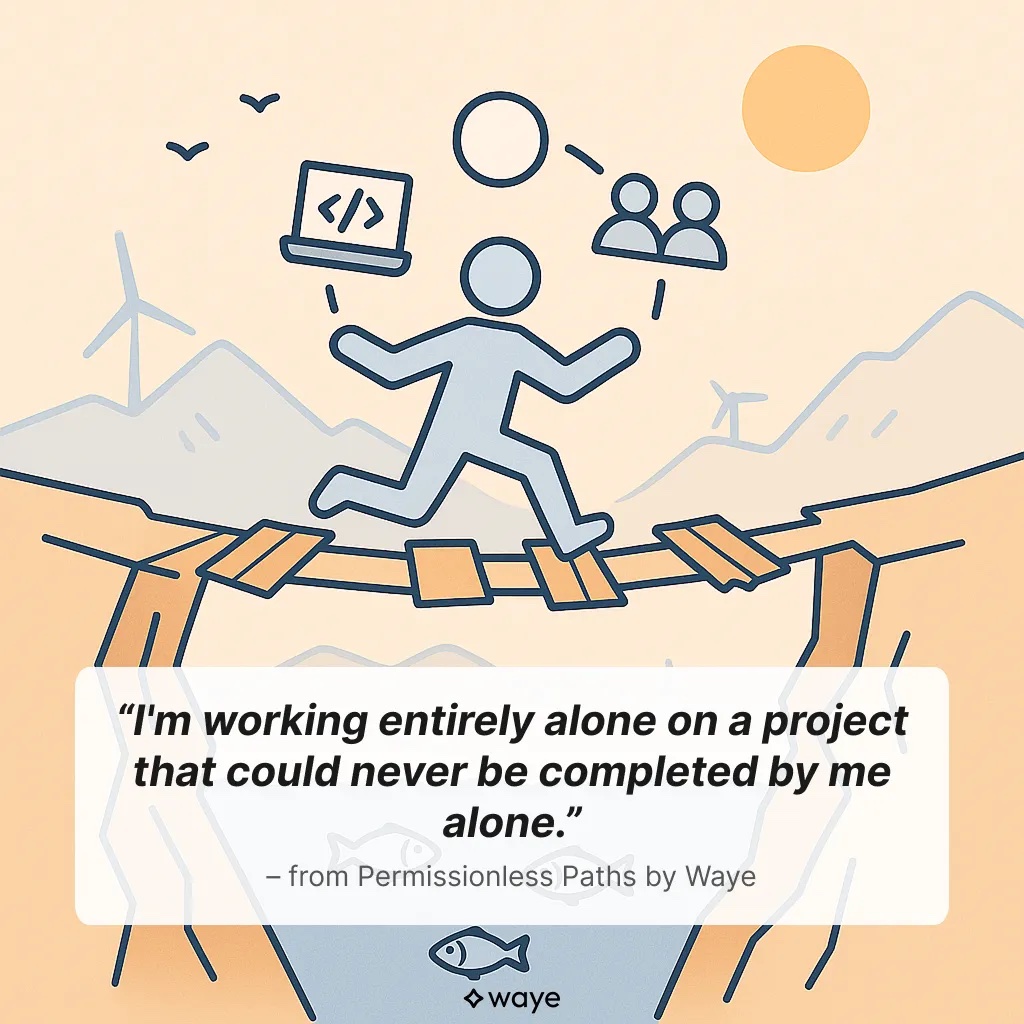 </>
“I'm working entirely alone on a project
that could never be completed by me
alone.”
– from Permissionless Paths by Waye
waye